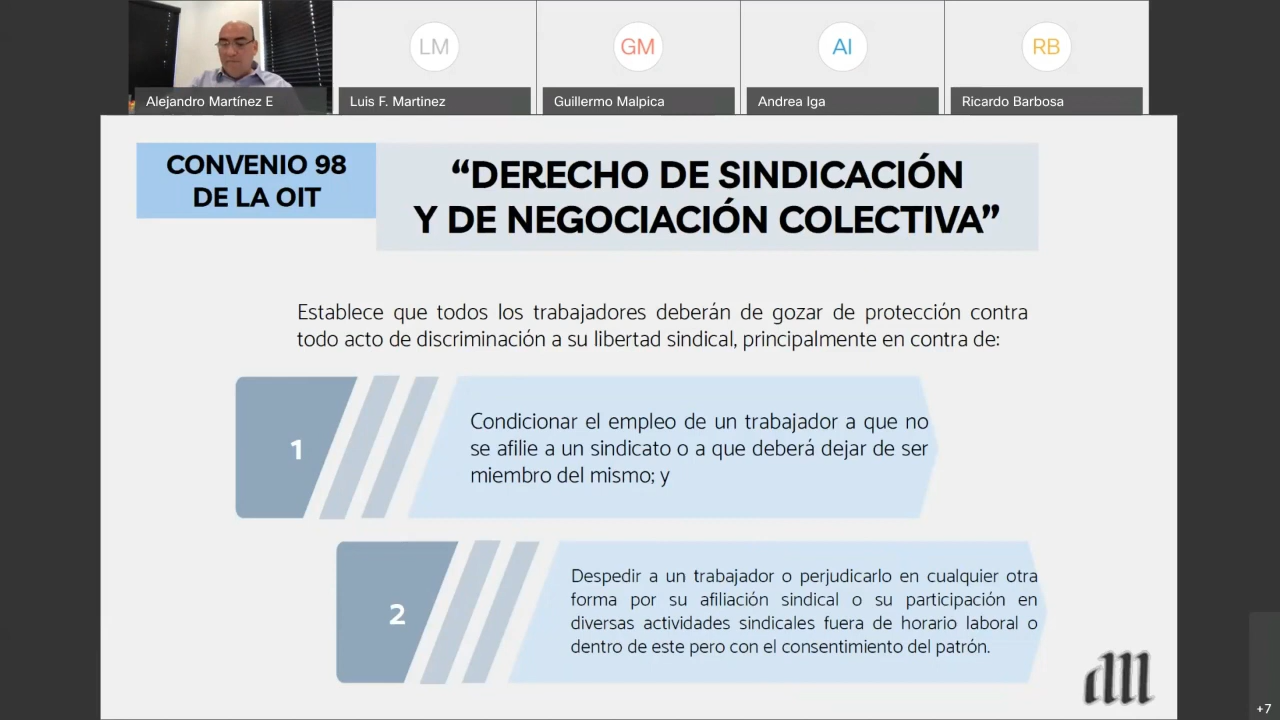 LM
GM
AI
RB
Alejandro Martínez E
Luis F. Martinez
Guillermo Malpica
Andrea Iga
Ricardo Barbosa
CONVENIO 98
DE LA OIT
“DERECHO DE SINDICACIÓN
Y DE NEGOCIACIÓN COLECTIVA”
Establece que todos los trabajadores deberán de gozar de protección contra
todo acto de discriminación a su libertad sindical, principalmente en contra de:
1
Condicionar el empleo de un trabajador a que no
se afilie a un sindicato o a que deberá dejar de ser
miembro del mismo; y
2
Despedir a un trabajador o perjudicarlo en cualquier otra
forma por su afiliación sindical o su participación en
diversas actividades sindicales fuera de horario laboral o
dentro de este pero con el consentimiento del patrón.
+7